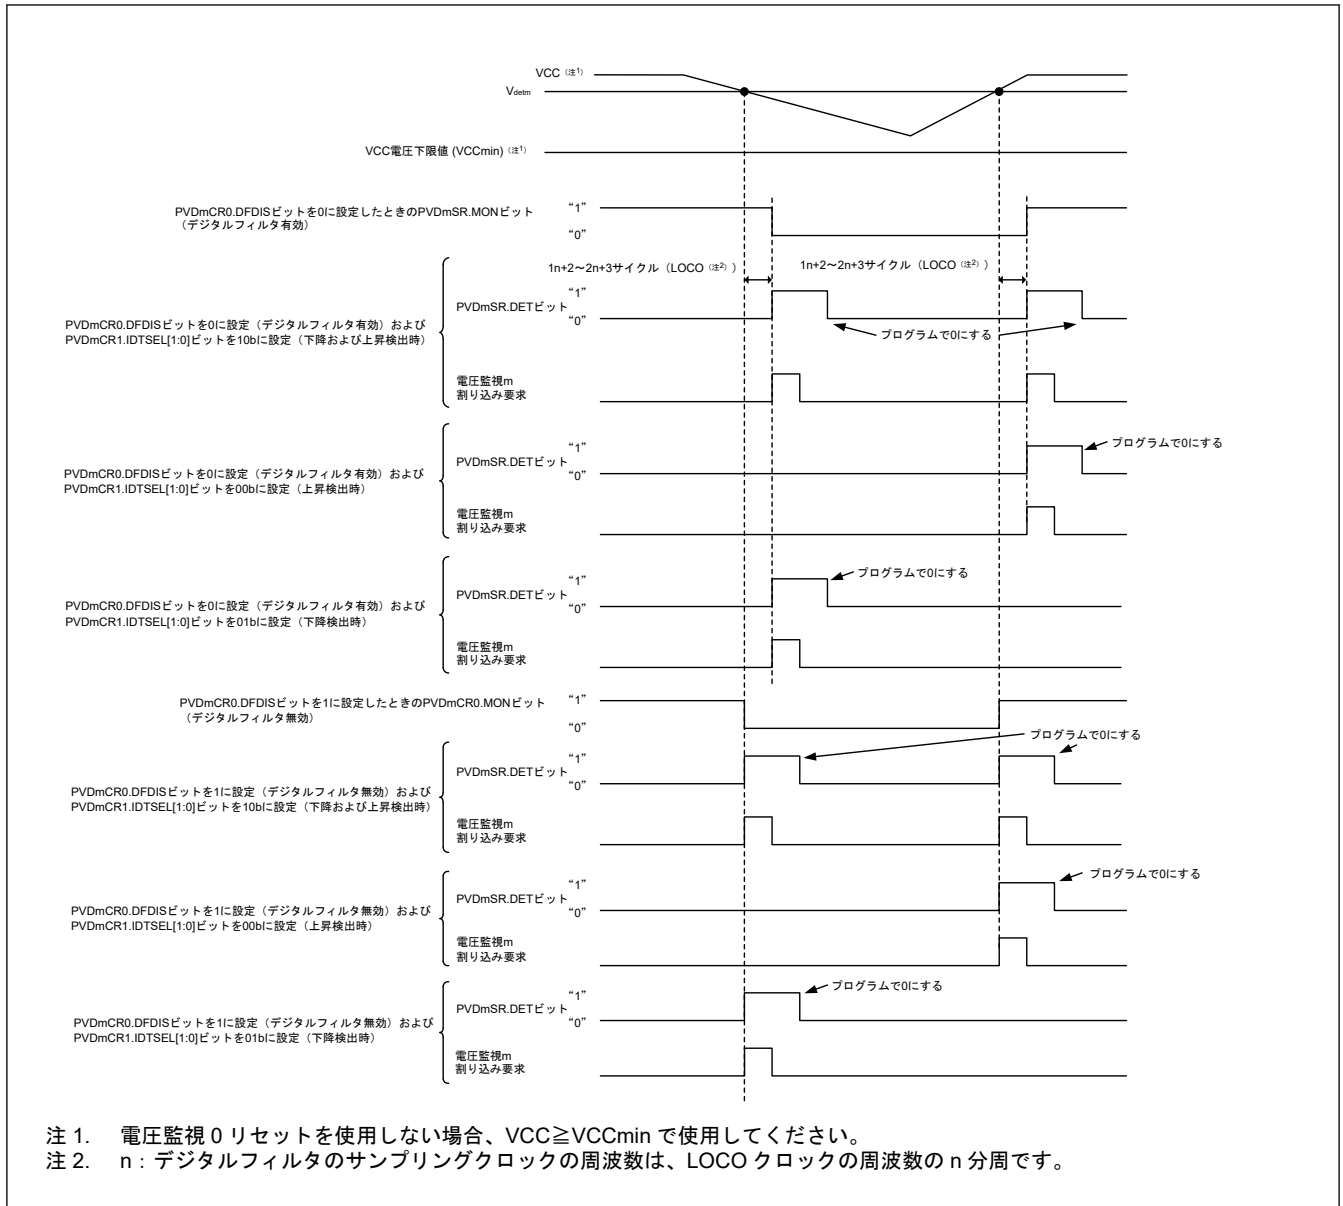 VCC (注1)
Vdetm
VCC電圧下限値 (VCCmin) (注1)
PVDmCR0.DFDISビットを0に設定したときのPVDmSR.MONビット
(デジタルフィルタ有効)
“1”
“0”
1n+2~2n+3サイクル(LOCO (注2) )
1n+2~2n+3サイクル(LOCO (注2) )
PVDmCR0.DFDISビットを0に設定(デジタルフィルタ有効)および
PVDmCR1.IDTSEL[1:0]ビットを10bに設定(下降および上昇検出時)
PVDmSR.DETビット
“1”
“0”
プログラムで0にする
電圧監視m
割り込み要求
PVDmCR0.DFDISビットを0に設定(デジタルフィルタ有効)および
PVDmCR1.IDTSEL[1:0]ビットを00bに設定(上昇検出時)
PVDmSR.DETビット
“1”
“0”
プログラムで0にする
電圧監視m
割り込み要求
PVDmCR0.DFDISビットを0に設定(デジタルフィルタ有効)および
PVDmCR1.IDTSEL[1:0]ビットを01bに設定(下降検出時)
PVDmSR.DETビット
“1”
“0”
プログラムで0にする
電圧監視m
割り込み要求
PVDmCR0.DFDISビットを1に設定したときのPVDmCR0.MONビット
(デジタルフィルタ無効)
“1”
“0”
PVDmCR0.DFDISビットを1に設定(デジタルフィルタ無効)および
PVDmCR1.IDTSEL[1:0]ビットを10bに設定(下降および上昇検出時)
PVDmSR.DETビット
“1”
“0”
プログラムで0にする
電圧監視m
割り込み要求
PVDmCR0.DFDISビットを1に設定(デジタルフィルタ無効)および
PVDmCR1.IDTSEL[1:0]ビットを00bに設定(上昇検出時)
PVDmSR.DETビット
“1”
“0”
プログラムで0にする
電圧監視m
割り込み要求
PVDmCR0.DFDISビットを1に設定(デジタルフィルタ無効)および
PVDmCR1.IDTSEL[1:0]ビットを01bに設定(下降検出時)
PVDmSR.DETビット
“1”
“0”
プログラムで0にする
電圧監視m
割り込み要求
注 1. 電圧監視 0 リセットを使用しない場合、VCC≧VCCmin で使用してください。
注 2. n:デジタルフィルタのサンプリングクロックの周波数は、LOCO クロックの周波数の n 分周です。